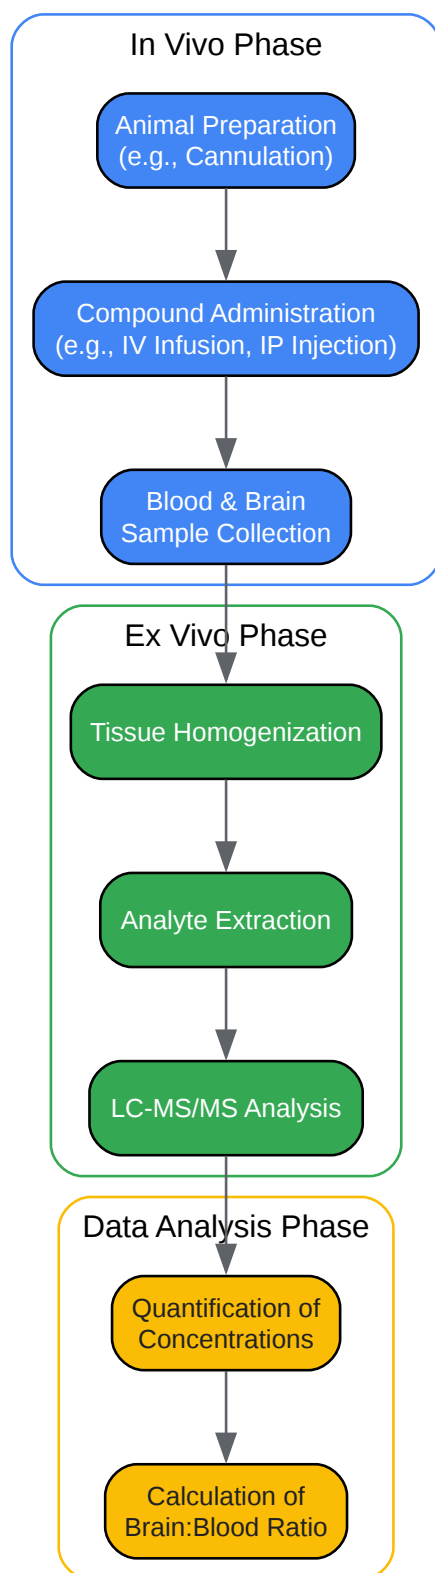 In Vivo Phase
Animal Preparation
(e.g., Cannulation)
Compound Administration
(e.g., IV Infusion, IP Injection)
Blood & Brain
Sample Collection
Ex Vivo Phase
Tissue Homogenization
Analyte Extraction
LC-MS/MS Analysis
Data Analysis Phase
Quantification of
Concentrations
Calculation of
Brain:Blood Ratio